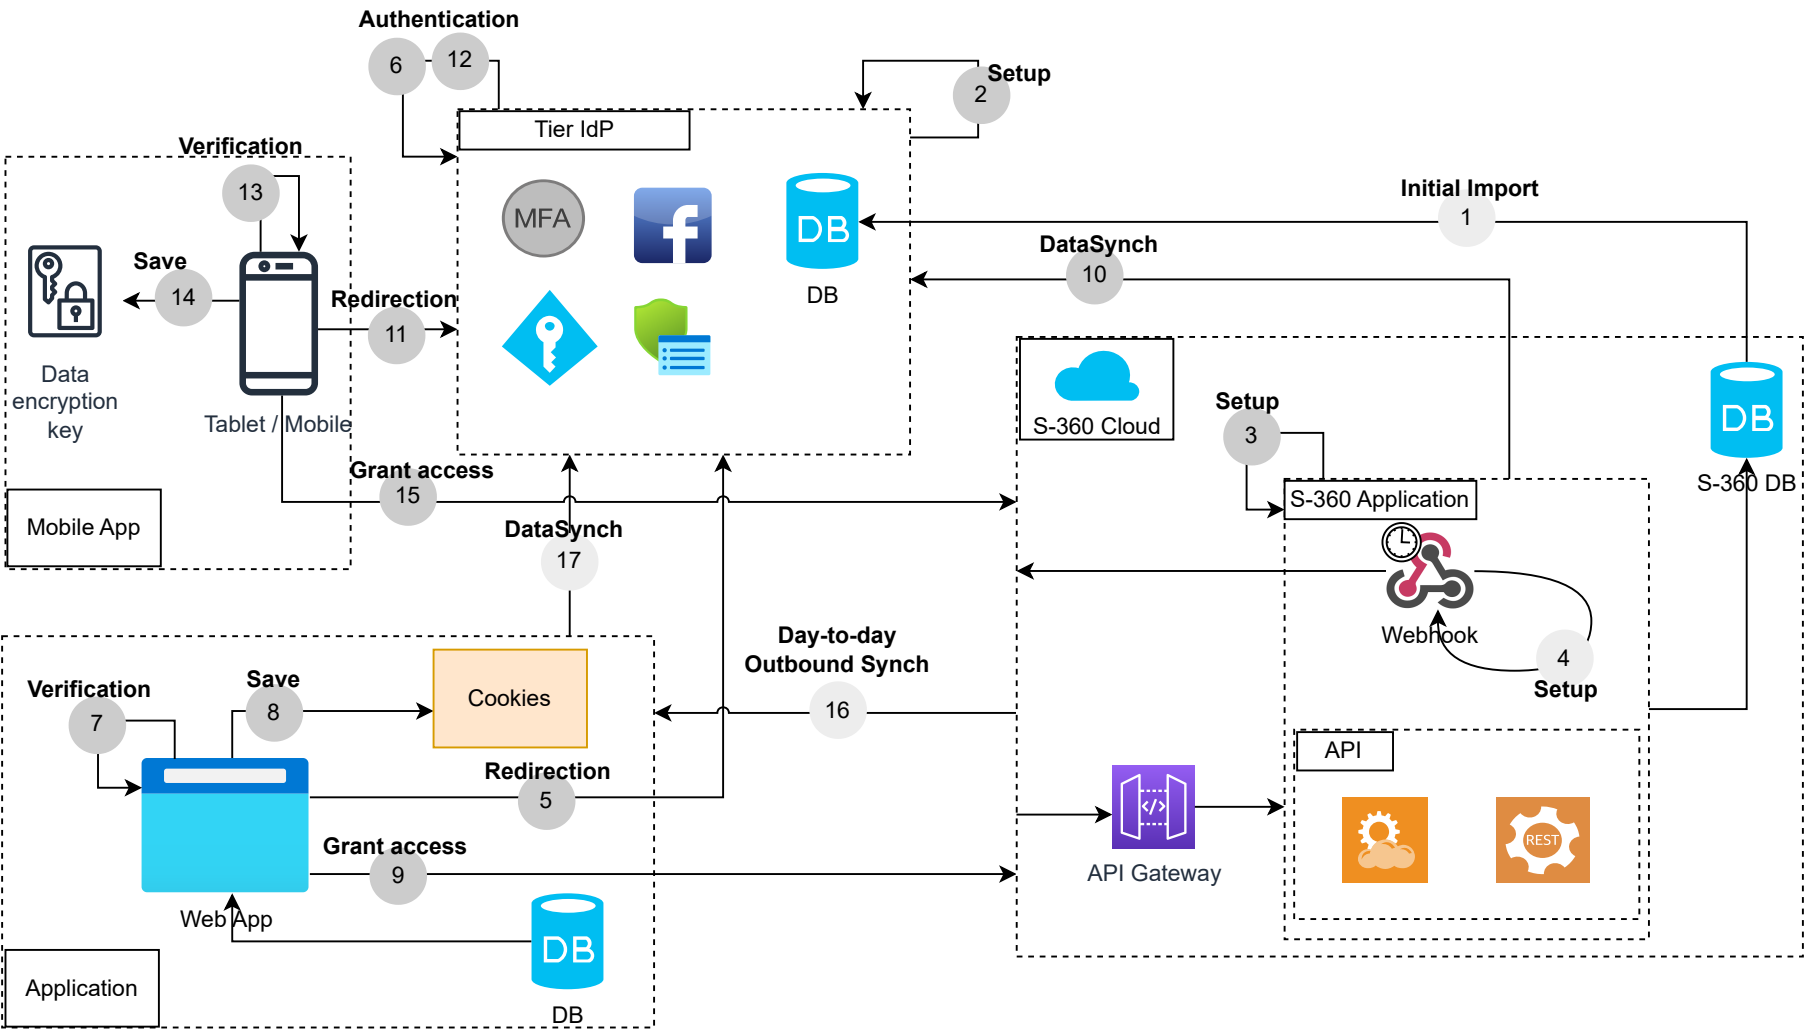 Authentication
6
12
Setup
2
Tier IdP
Verification
13
MFA
f
DB
DB
Initial Import
1
DataSynch
10
Save
14
Redirection
11
Data
encryption
key
Tablet / Mobile
S-360 Cloud
Setup
3
DB
S-360 DB
Grant access
15
Mobile App
DataSynch
17
S-360 Application
Webhook
4
Setup
Day-to-day
Outbound Synch
16
Verification
7
Save
8
Cookies
Redirection
5
API
</>
REST
API Gateway
Grant access
9
Web App
DB
DB
Application